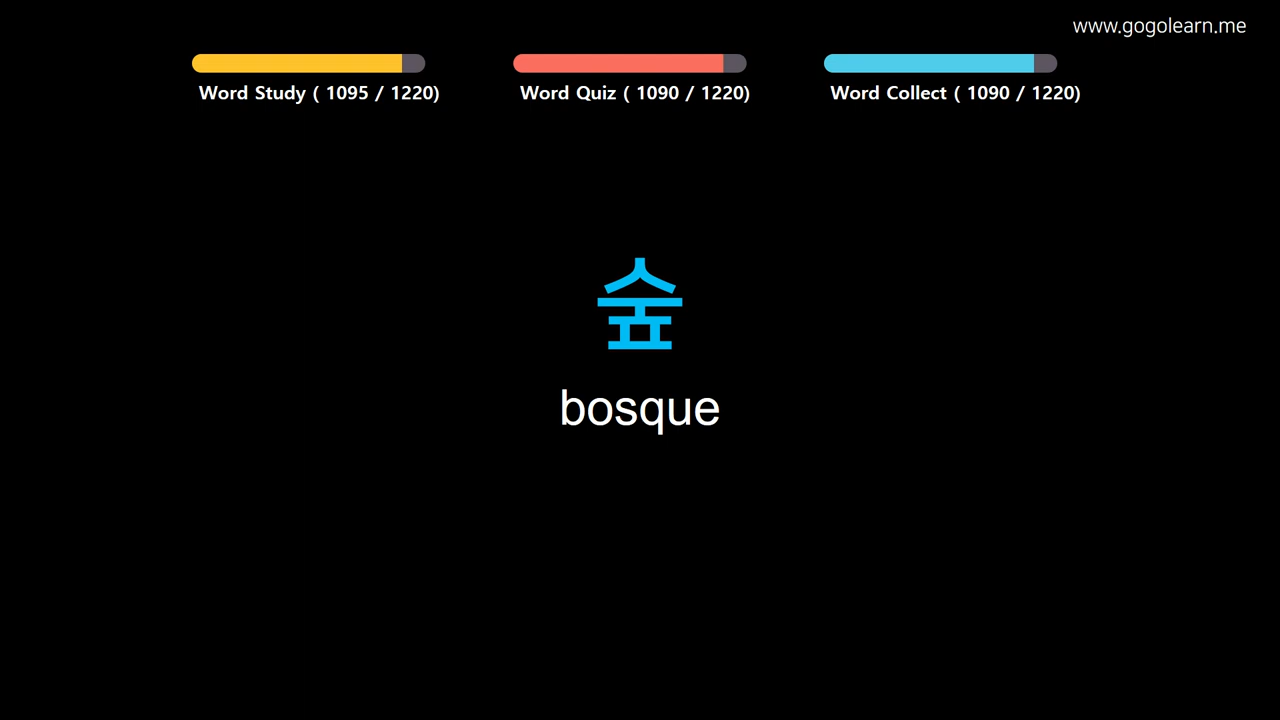 www.gogolearn.me
Word Study ( 1095 / 1220)
Word Quiz ( 1090 / 1220)
Word Collect ( 1090 / 1220)
숲
bosque